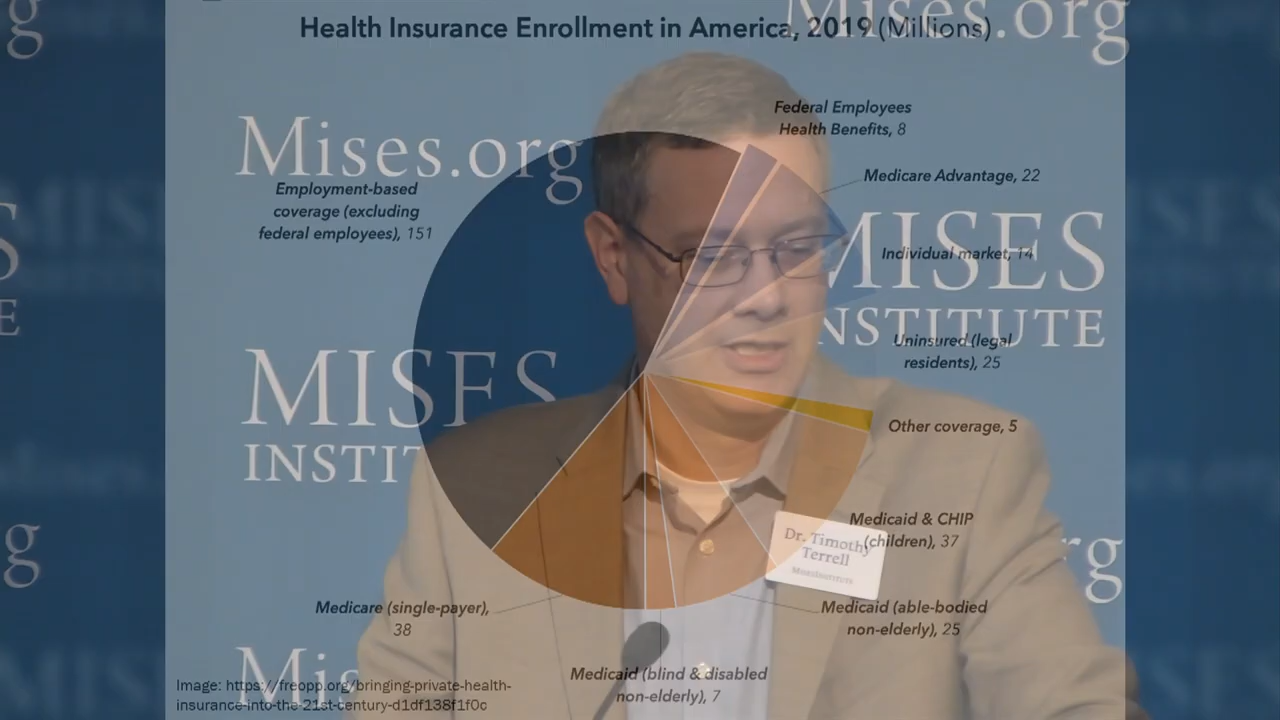 Health Insurance Enrollment in America, 2019 (Millions)
Mises.org
g
Federal Employees
Health Benefits, 8
Mises.org
Medicare Advantage, 22
Employment-based
coverage (excluding
federal employees), 151
MISES
INSTITUTE
Individual market, 14
Uninsured (legal
residents), 25
MISES
INSTIT
Other coverage, 5
g
Dr. Timothy
Terrell
Mises Institute
Medicaid & CHIP
(children), 37
rg
Medicare (single-payer),
38
Medicaid (able-bodied
non-elderly), 25
Mis
Medicaid (blind & disabled
non-elderly), 7
Image: https://freopp.org/bringing-private-health-
insurance-into-the-21st-century-d1df138f1f0c